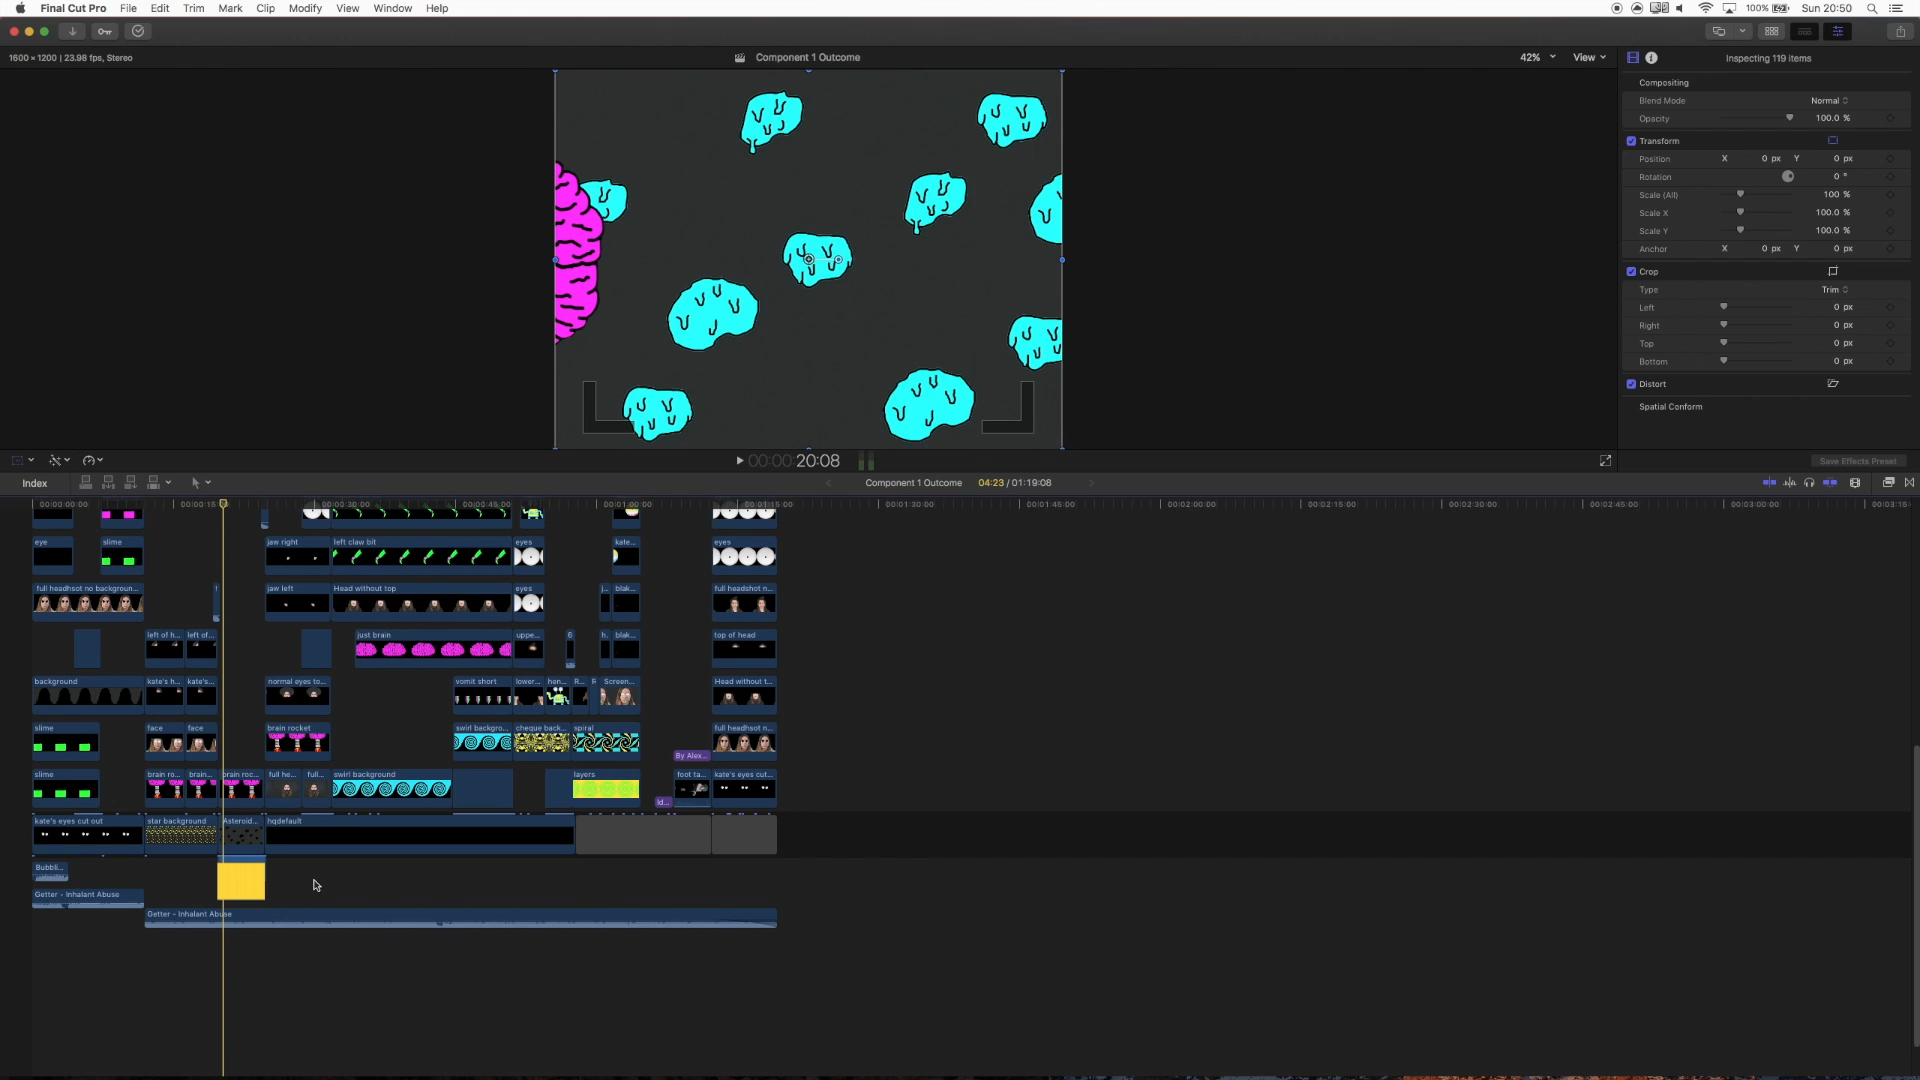 Final Cut Pro File Edit Trim Mark Clip Modify View Window Help 100% Sun 20:50
1600 × 1200 | 23.98 fps, Stereo
Component 1 Outcome
42%
View
Inspecting 119 items
Compositing
Blend Mode Normal
Opacity 100.0 %
Transform
Position X 0 px Y 0 px
Rotation 0 °
Scale (All) 100 %
Scale X 100.0 %
Scale Y 100.0 %
Anchor X 0 px Y 0 px
Crop
Type Trim
Left 0 px
Right 0 px
Top 0 px
Bottom 0 px
Distort
Spatial Conform
00:00:00:20:08
Save Effects Preset
Index
Component 1 Outcome 04:23 / 01:19:08
00:00:00:00 00:00:15 00:00:30:00 00:00:45:00 00:01:00:00 00:01:15:00 00:01:30:00 00:01:45:00 00:02:00:00 00:02:15:00 00:02:30:00 00:02:45:00 00:03:00:00 00:03:15
eye slime jaw right left claw bit eyes kate... eyes
full headhsot no backgroun... jaw left Head without top eyes j... blak... full headshot n...
left of h... left of... just brain uppe... 6 h. blak... top of head
background kate's h... kate's... normal eyes to... vomit short lower... hen... R... R Screen... Head without t...
slime face face brain rocket swirl backgro... cheque back... spiral full headhsot n...
By Alex...
slime brain ro... brain... brain roc... full he... full... swirl background layers foot ta... kate's eyes cut...
Id...
kate's eyes cut out star background Asteroid... hqdefault
Bubbli...
Getter - Inhalant Abuse
Getter - Inhalant Abuse